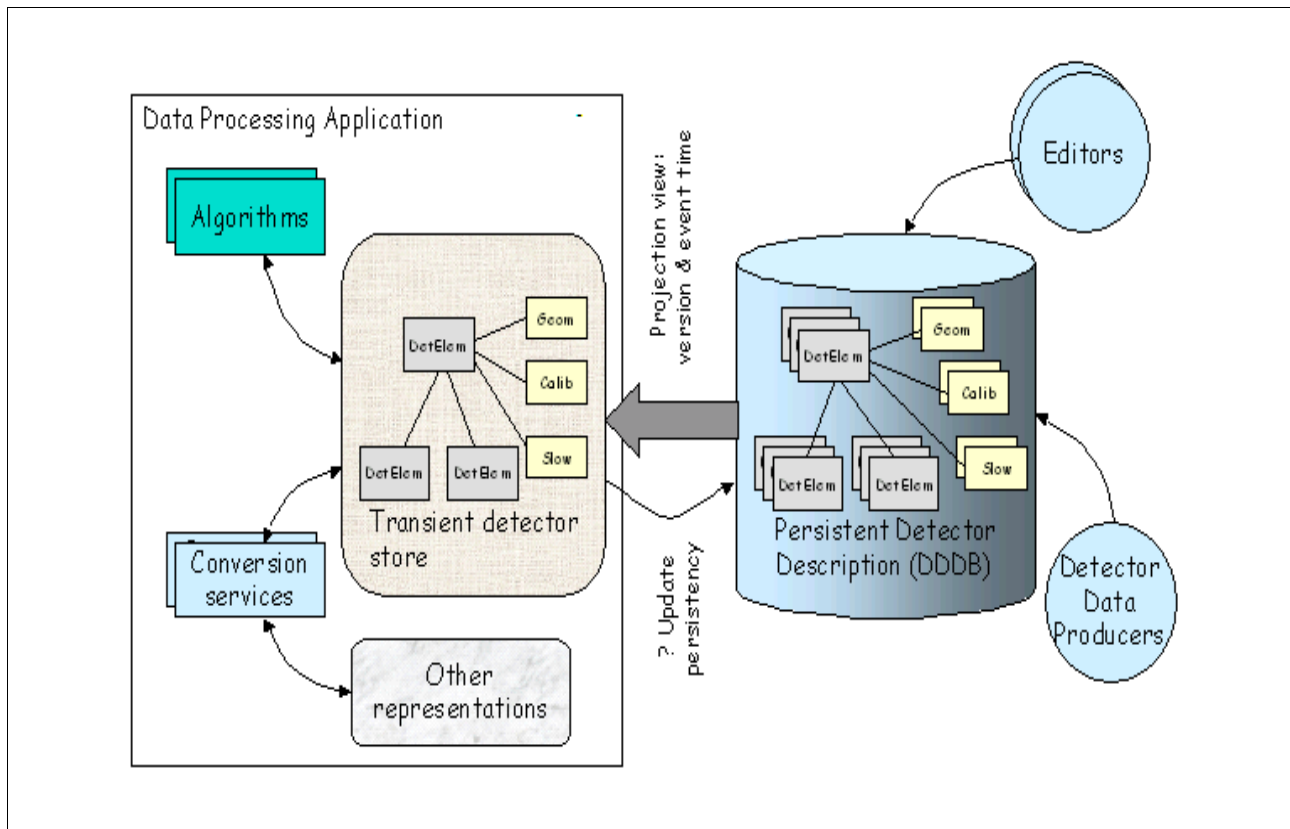 Data Processing Application
Algorithms
Geom
DetElem
Calib
Slow
DetElem
DetElem
Transient detector
store
Conversion
services
Other
representations
Projection view:
version & event time
? Update
persistency
Editors
Geom
DetElem
Calib
Slow
DetElem
DetElem
Persistent Detector
Description (DDDB)
Detector
Data
Producers